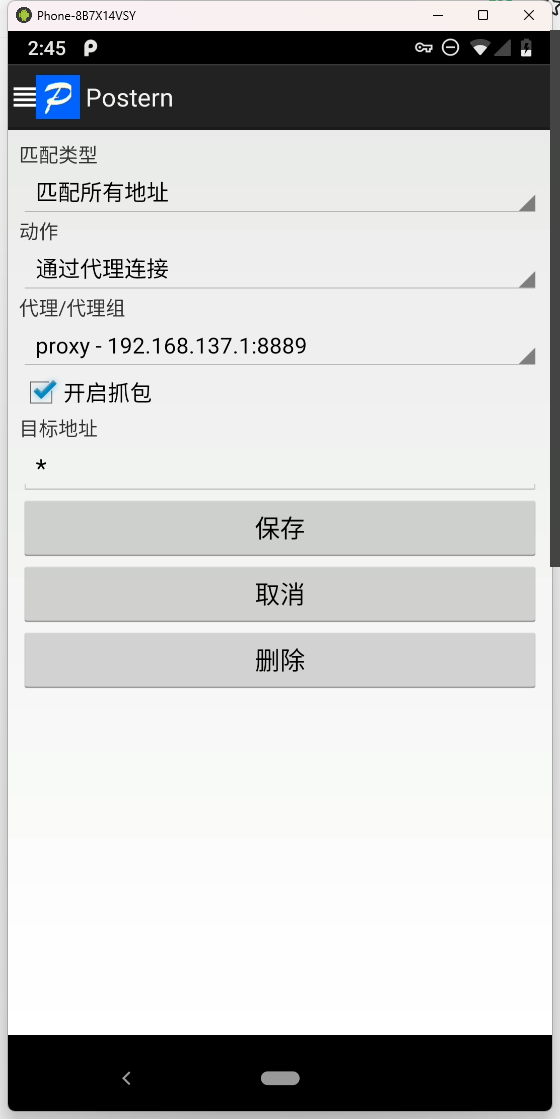 Phone-8B7X14VSY
2:45
Postern
匹配类型
匹配所有地址
动作
通过代理连接
代理/代理组
proxy - 192.168.137.1:8889
开启抓包
目标地址
*
保存
取消
删除